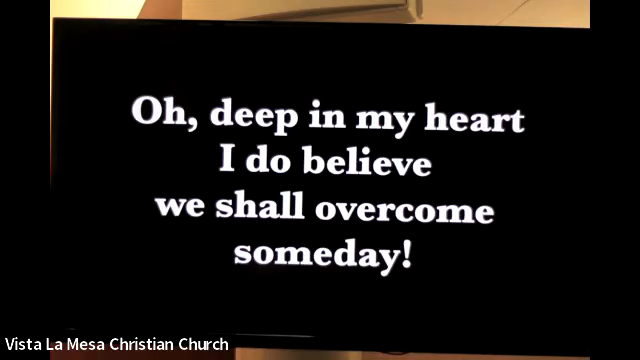 Oh, deep in my heart
I do believe
we shall overcome
someday!
Vista La Mesa Christian Church